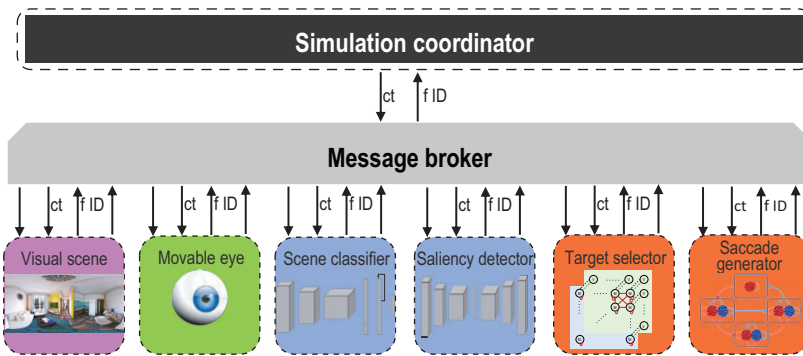 Simulation coordinator
ct f ID
Message broker
ct f ID ct f ID ct f ID ct f ID ct f ID ct f ID
Visual scene Movable eye Scene classifier Saliency detector Target selector Saccade
generator